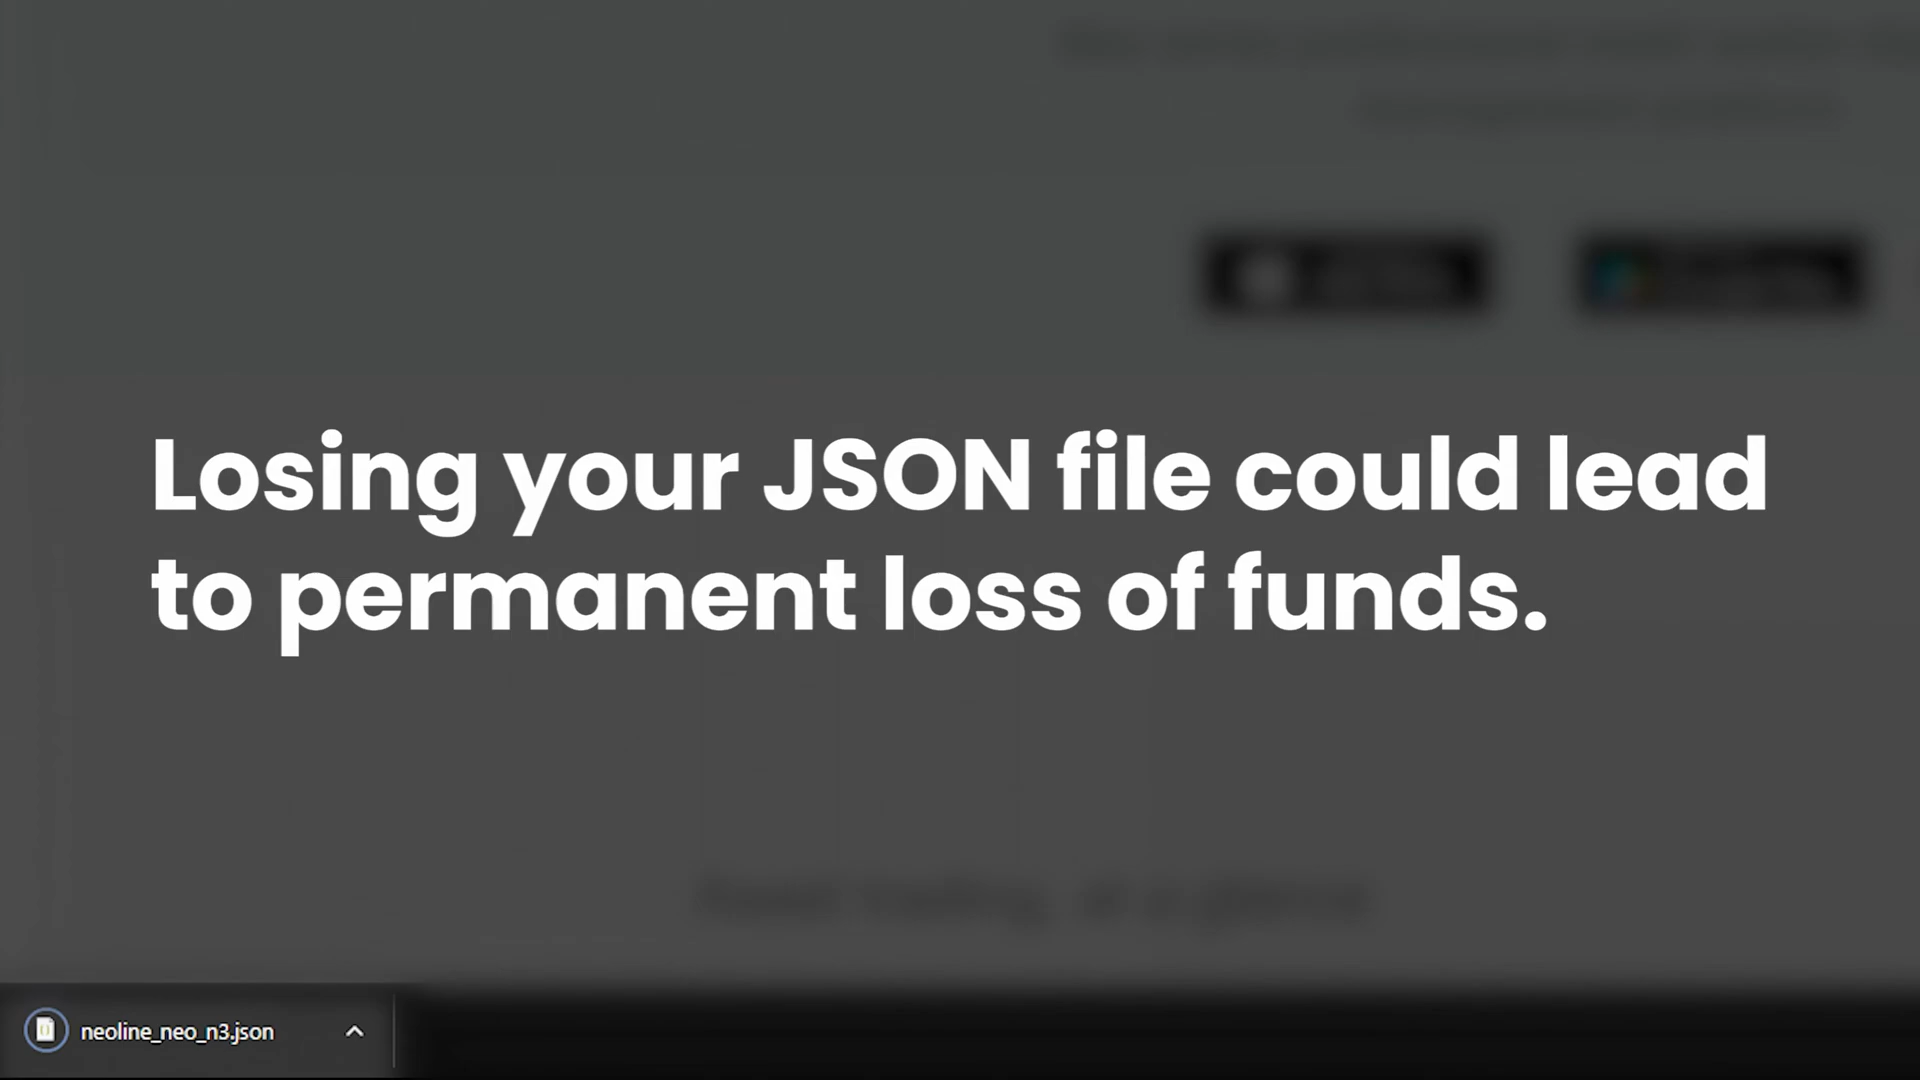 Losing your JSON file could lead
to permanent loss of funds.
neoline_neo_n3.json